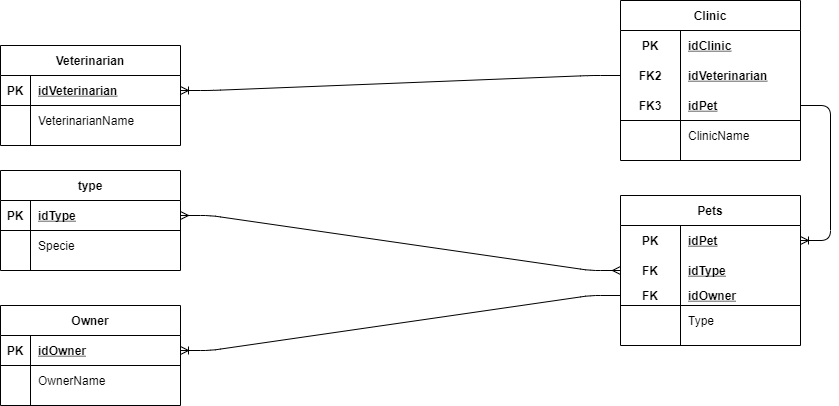 Clinic
PK idClinic
FK2 idVeterinarian
FK3 idPet
ClinicName
Veterinarian
PK idVeterinarian
VeterinarianName
type
PK idType
Specie
Pets
PK idPet
FK idType
FK idOwner
Type
Owner
PK idOwner
OwnerName